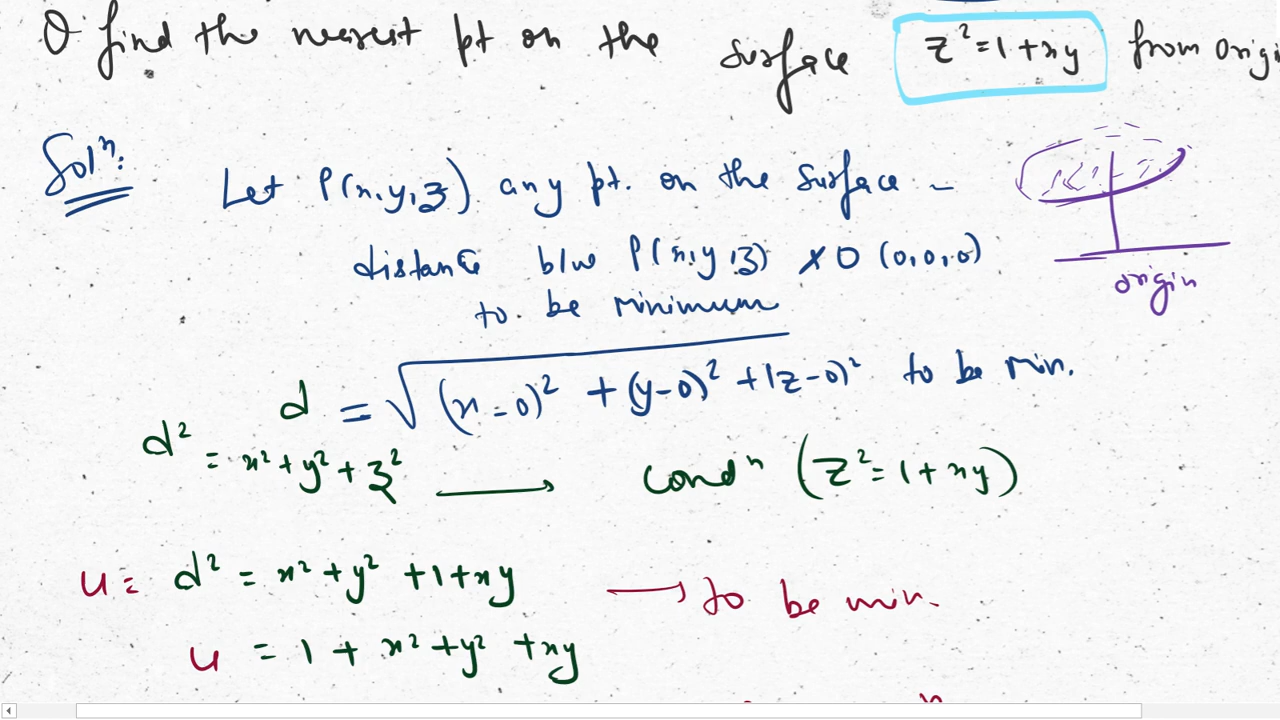 Q find the nearest pt on the surface z² = 1 + xy from origi
Solⁿ:
Let P(x, y, z) any pt. on the surface -
distance b/w P(x, y, z) & O (0,0,0)
to be minimum
origin
d = √(x-0)² + (y-0)² + (z-0)² to be min.
d² = x² + y² + z² → condⁿ (z² = 1 + xy)
u = d² = x² + y² + 1 + xy → to be min.
u = 1 + x² + y² + xy